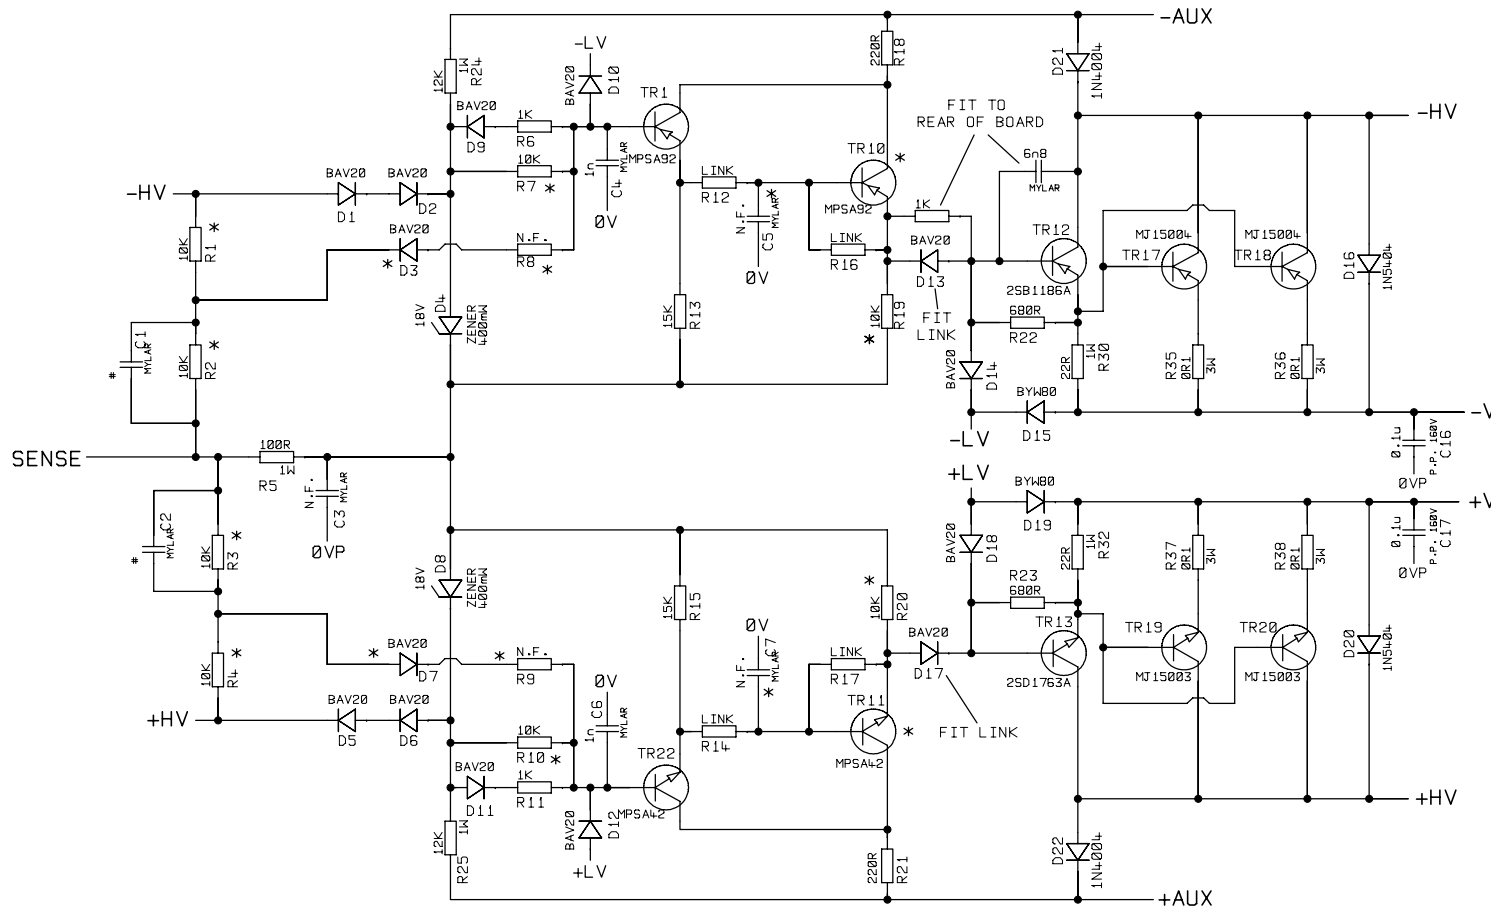 -AUX
220R
R18
D21
1N4004
-LV
BAV20
D10
12K
1W
R24
BAV20
D9
1K
R6
10K
R7 *
TR1
MPSA92
1n
MYLAR
C4
0V
FIT TO
REAR OF BOARD
6n8
MYLAR
-HV
-HV
BAV20
D1
BAV20
D2
BAV20
* D3
N.F.
R8
*
LINK
R12
TR10
*
MPSA92
N.F.
MYLAR
*
C5
0V
LINK
R16
1K
BAV20
D13
FIT
LINK
TR12
2SB1186A
MJ15004
TR17
MJ15004
TR18
D16
1N5404
10K
R1
*
18V
D4
ZENER
400mW
15K
R13
10K
R19
*
680R
R22
22R
1W
R30
R35
0R1
3W
R36
0R1
3W
C1
MYLAR
#
10K
R2
*
BAV20
D14
-LV
BYW80
D15
-V
0.1u
P.P. 160V
C16
0VP
SENSE
100R
1W
R5
N.F.
MYLAR
C3
0VP
+LV
BYW80
D19
+V
0.1u
P.P. 160V
C17
0VP
C2
MYLAR
#
10K
R3
*
18V
D8
ZENER
400mW
15K
R15
10K
R20
*
BAV20
D18
R23
680R
22R
1W
R32
R37
0R1
3W
R38
0R1
3W
10K
R4
*
* BAV20
D7
* N.F.
R9
0V
N.F.
MYLAR
C7
*
LINK
R17
BAV20
D17
FIT LINK
TR13
2SD1763A
TR19
MJ15003
TR20
MJ15003
D20
1N5404
+HV
BAV20
D5
BAV20
D6
0V
1n
MYLAR
C6
10K
R10 *
LINK
R14
TR11
*
MPSA42
BAV20
D11
1K
R11
TR22
MPSA42
BAV20
D12
+LV
12K
1W
R25
+HV
220R
R21
D22
1N4004
+AUX